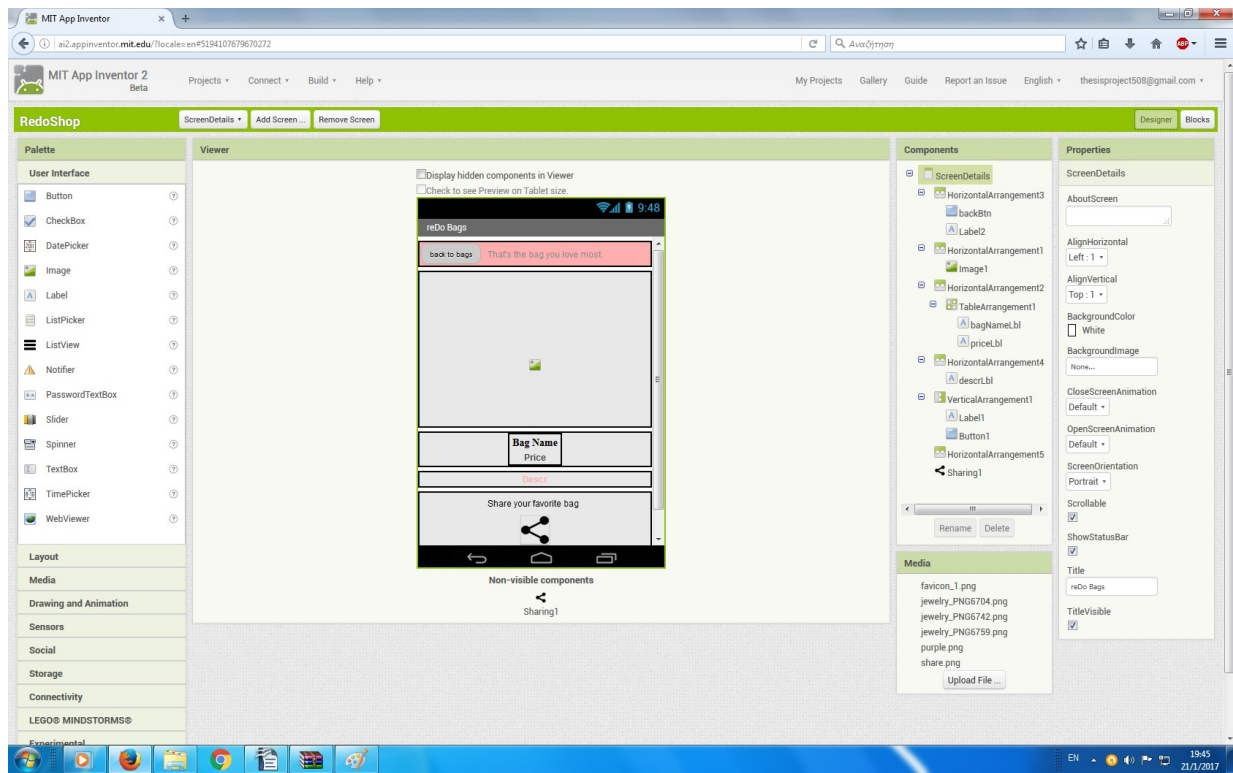 MIT App Inventor
ai2.appinventor.mit.edu/?locale=en#5194107679670272
Αναζήτηση
ABP
MIT App Inventor 2
Beta
Projects Connect Build Help
My Projects Gallery Guide Report an Issue English thesisproject508@gmail.com
RedoShop
ScreenDetails Add Screen ... Remove Screen
Designer Blocks
Palette
User Interface
Button
CheckBox
DatePicker
Image
Label
ListPicker
ListView
Notifier
PasswordTextBox
Slider
Spinner
TextBox
TimePicker
WebViewer
Layout
Media
Drawing and Animation
Sensors
Social
Storage
Connectivity
LEGO® MINDSTORMS®
Experimental
Viewer
Display hidden components in Viewer
Check to see Preview on Tablet size.
9:48
reDo Bags
back to bags That's the bag you love most.
Bag Name
Price
Descr
Share your favorite bag
Non-visible components
Sharing1
Components
ScreenDetails
HorizontalArrangement3
backBtn
Label2
HorizontalArrangement1
Image1
HorizontalArrangement2
TableArrangement1
bagNameLbl
priceLbl
HorizontalArrangement4
descrLbl
VerticalArrangement1
Label1
Button1
HorizontalArrangement5
Sharing1
Rename Delete
Media
favicon_1.png
jewelry_PNG6704.png
jewelry_PNG6742.png
jewelry_PNG6759.png
purple.png
share.png
Upload File ...
Properties
ScreenDetails
AboutScreen
AlignHorizontal
Left : 1
AlignVertical
Top : 1
BackgroundColor
White
BackgroundImage
None...
CloseScreenAnimation
Default
OpenScreenAnimation
Default
ScreenOrientation
Portrait
Scrollable
ShowStatusBar
Title
reDo Bags
TitleVisible
EN
19:45
21/1/2017